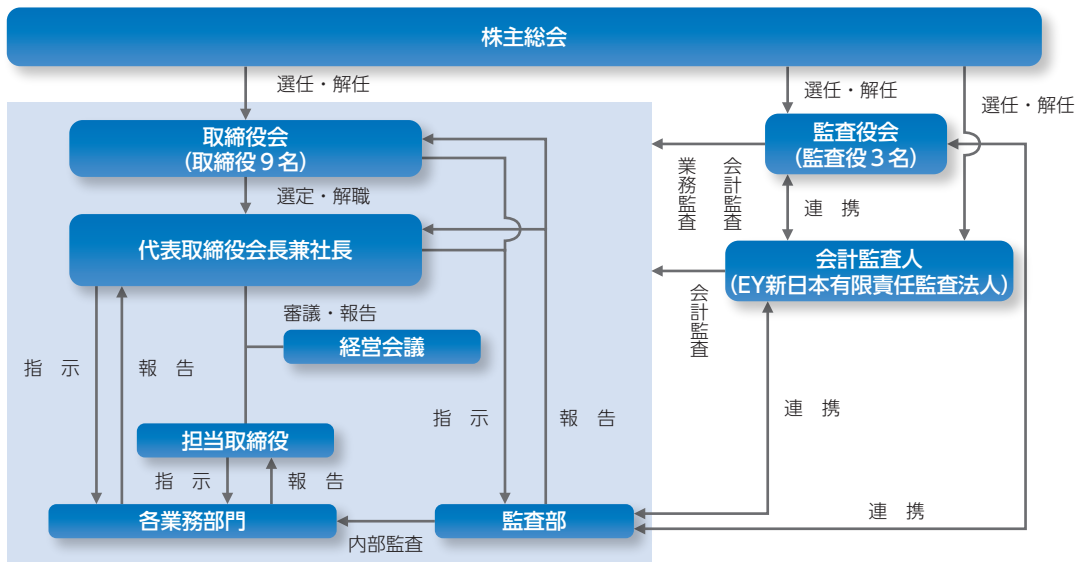 株主総会
選任・解任
選任・解任
選任・解任
取締役会
(取締役9名)
監査役会
(監査役3名)
選定・解職
業務監査
会計監査
連　携
代表取締役会長兼社長
会計監査人
(EY新日本有限責任監査法人)
会計監査
審議・報告
経営会議
指　示
報　告
指　示
報　告
連　携
担当取締役
指　示
報　告
各業務部門
監査部
内部監査
連　携